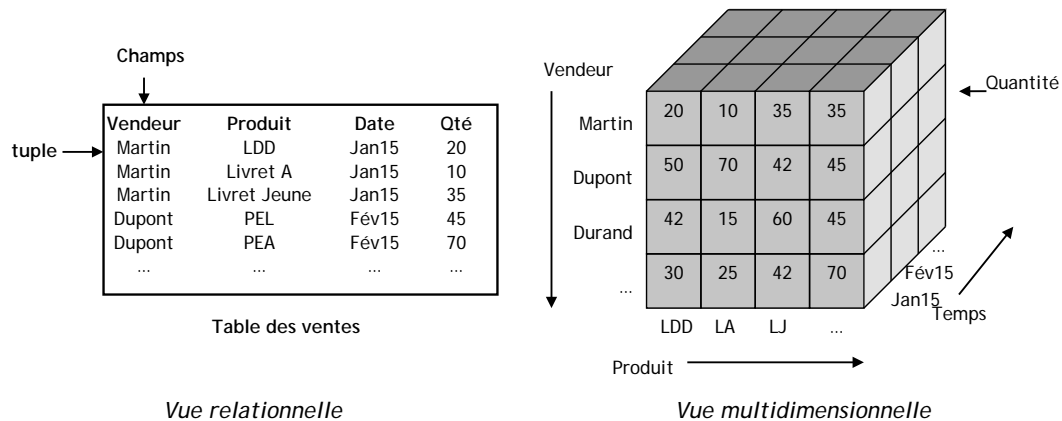 Champs
Vendeur Produit Date Qté
tuple
Martin LDD Jan15 20
Martin Livret A Jan15 10
Martin Livret Jeune Jan15 35
Dupont PEL Fév15 45
Dupont PEA Fév15 70
... ... ... ...
Table des ventes
Vue relationnelle
Vendeur
Quantité
Martin 20 10 35 35
Dupont 50 70 42 45
Durand 42 15 60 45
... 30 25 42 70
...
Fév15
Jan15
Temps
LDD LA LJ ...
Produit
Vue multidimensionnelle